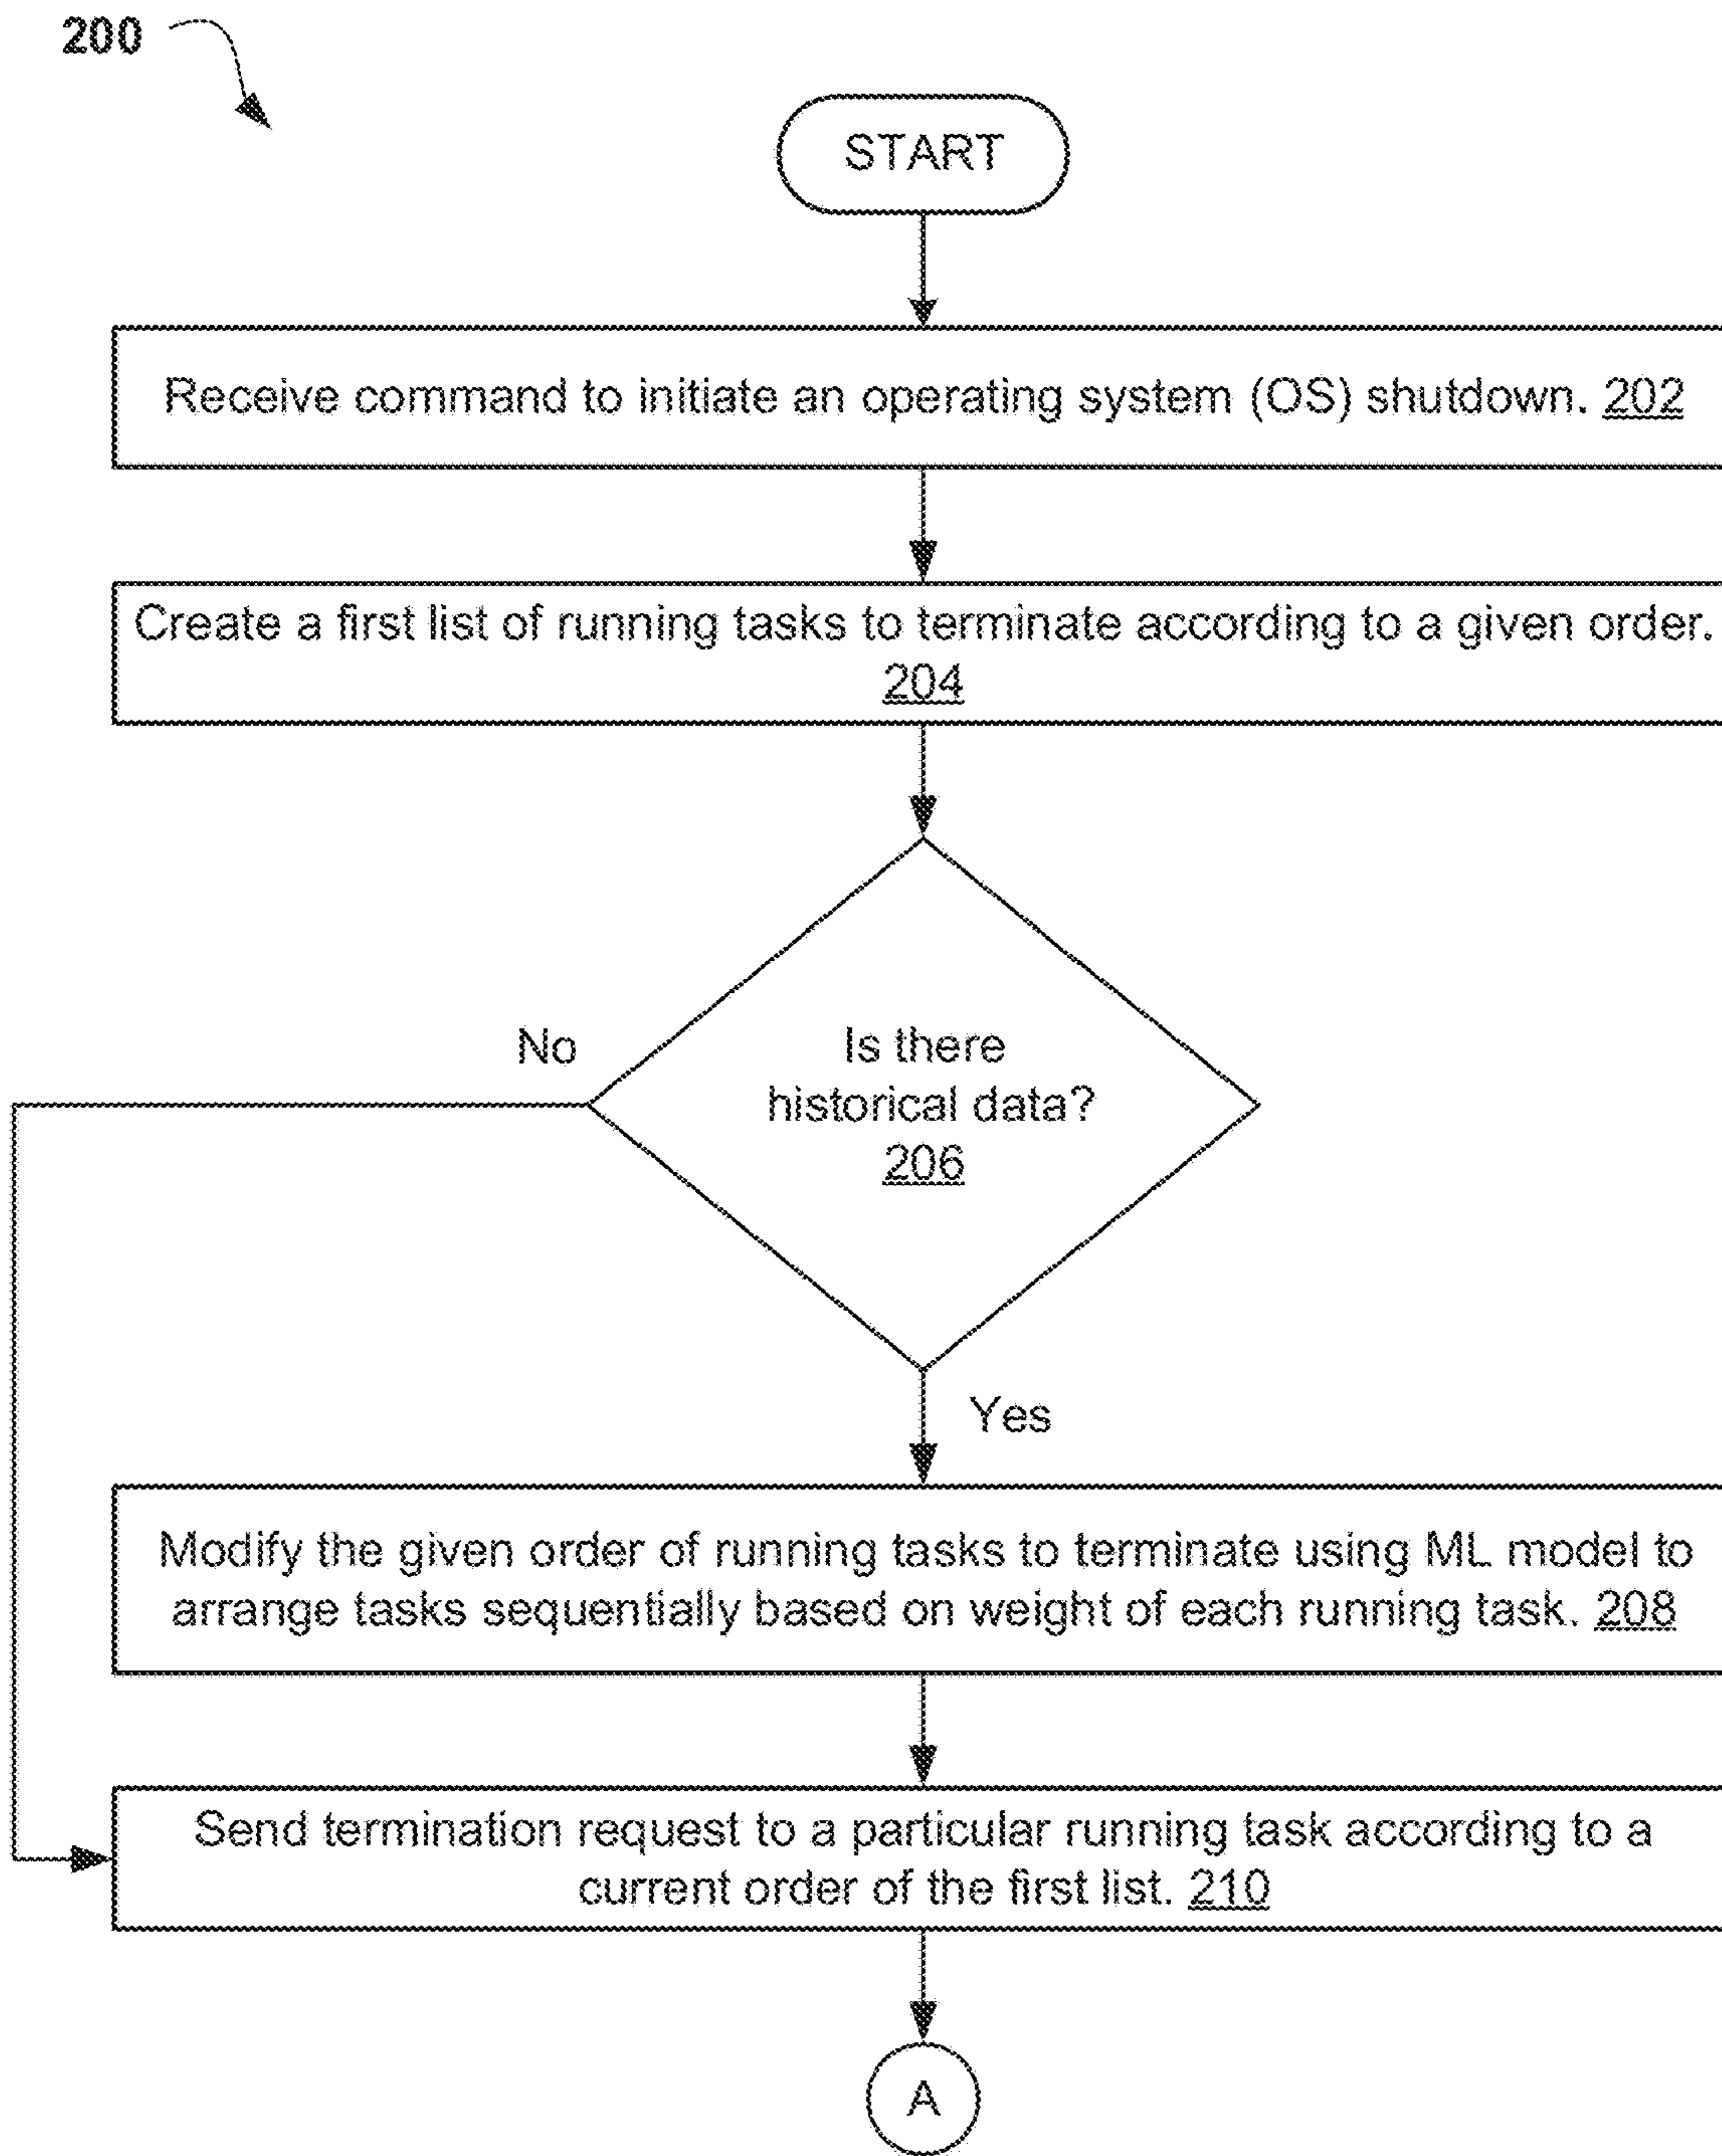 200
START
Receive command to initiate an operating system (OS) shutdown. 202
Create a first list of running tasks to terminate according to a given order.
204
No
Is there
historical data?
206
Yes
Modify the given order of running tasks to terminate using ML model to
arrange tasks sequentially based on weight of each running task. 208
Send termination request to a particular running task according to a
current order of the first list. 210
A